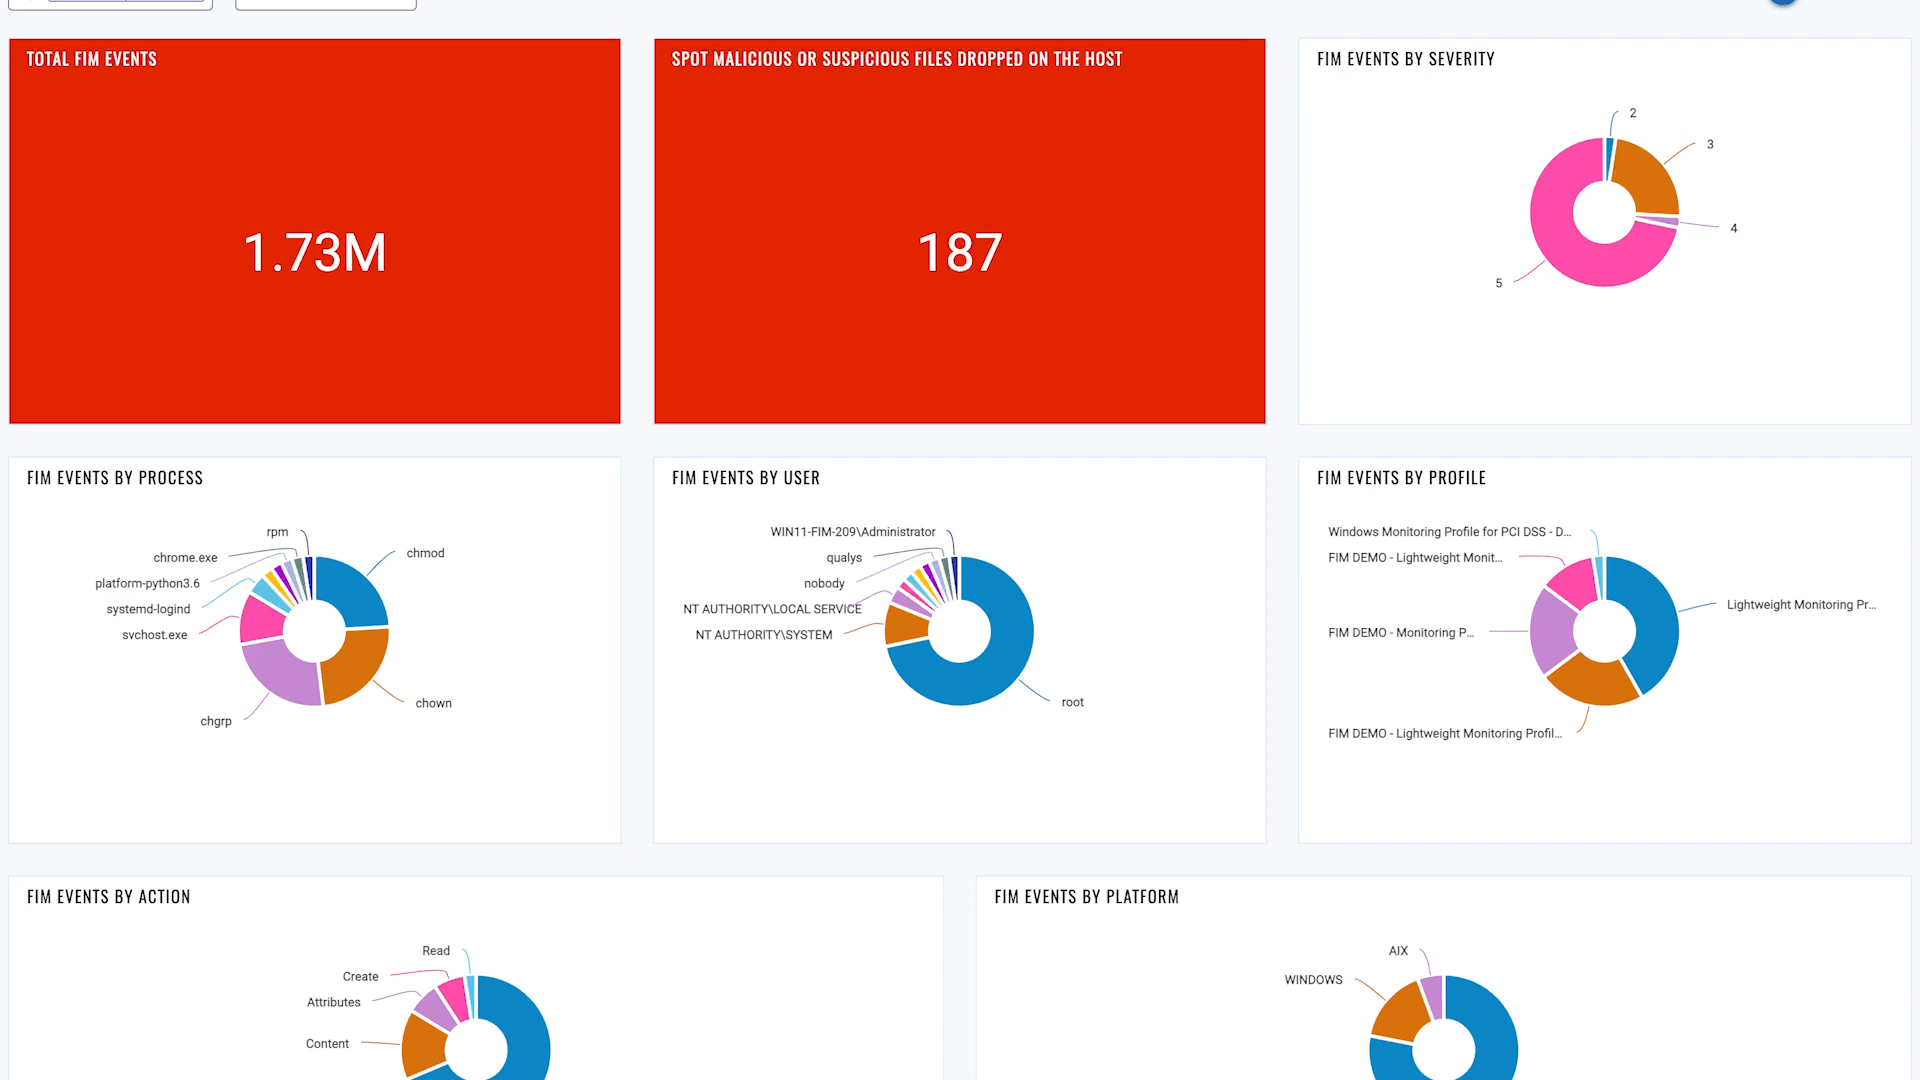 TOTAL FIM EVENTS
1.73M
SPOT MALICIOUS OR SUSPICIOUS FILES DROPPED ON THE HOST
187
FIM EVENTS BY SEVERITY
2
3
4
5
FIM EVENTS BY PROCESS
rpm
chrome.exe
platform-python3.6
systemd-logind
svchost.exe
chgrp
chmod
chown
FIM EVENTS BY USER
WIN11-FIM-209\Administrator
qualys
nobody
NT AUTHORITY\LOCAL SERVICE
NT AUTHORITY\SYSTEM
root
FIM EVENTS BY PROFILE
Windows Monitoring Profile for PCI DSS - D...
FIM DEMO - Lightweight Monit...
Lightweight Monitoring Pr...
FIM DEMO - Monitoring P...
FIM DEMO - Lightweight Monitoring Profil...
FIM EVENTS BY ACTION
Read
Create
Attributes
Content
FIM EVENTS BY PLATFORM
AIX
WINDOWS